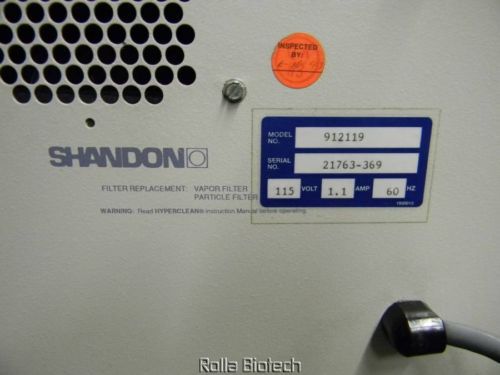 INSPECTED
BY:
MODEL NO. 912119
SHANDON
SERIAL NO. 21763-369
FILTER REPLACEMENT: VAPOR FILTER
PARTICLE FILTER
115 VOLT 1.1 AMP 60 HZ
WARNING: Read HYPERCLEAN® Instruction Manual before operating.
Rolla Biotech